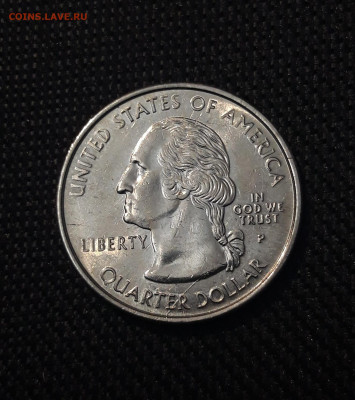 COINS.LAVE.RU
UNITED STATES OF AMERICA
IN
GOD WE
TRUST
LIBERTY
P
QUARTER DOLLAR